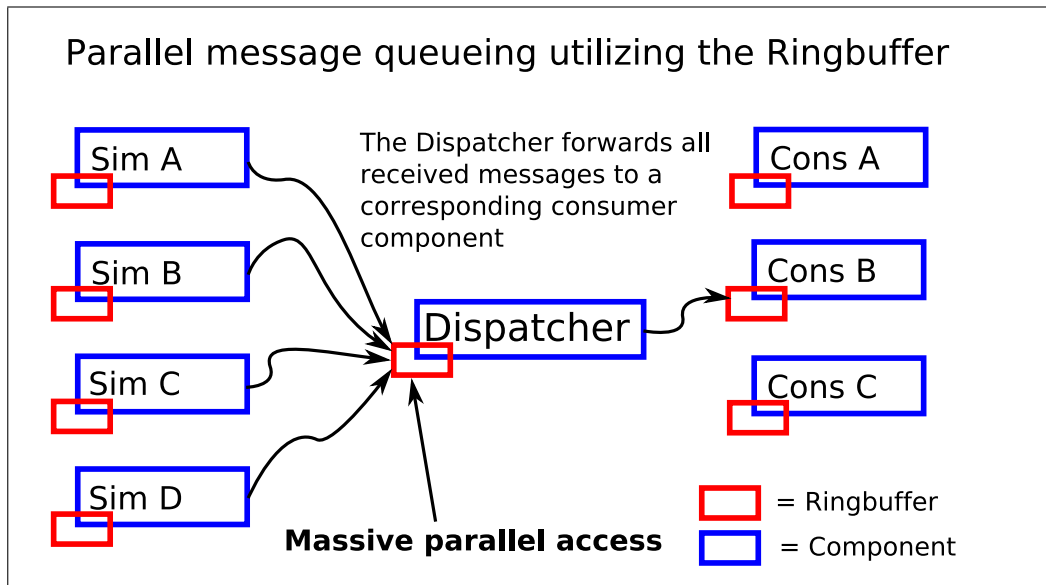 Parallel message queueing utilizing the Ringbuffer
Sim A
The Dispatcher forwards all
received messages to a
corresponding consumer
component
Cons A
Sim B
Cons B
Dispatcher
Sim C
Cons C
Sim D
Massive parallel access
= Ringbuffer
= Component